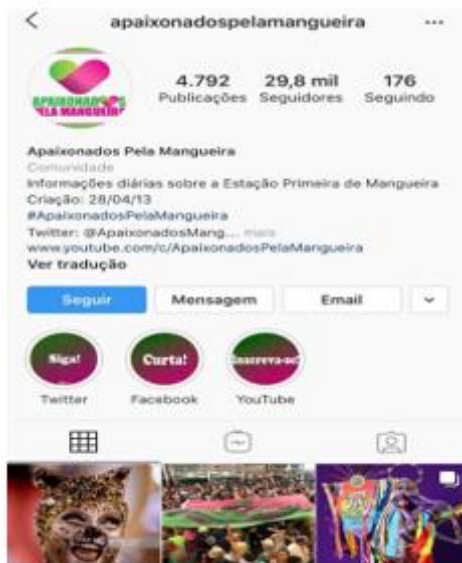 apaixonadospelamangueira
4.792 29,8 mil 176
Publicações Seguidores Seguindo
APAIXONADOS
PELA MANGUEIRA
Apaixonados Pela Mangueira
Comunidade
Informações diárias sobre a Estação Primeira de Mangueira
Criação: 28/04/13
#ApaixonadosPelaMangueira
Twitter: @ApaixonadosMang... mais
www.youtube.com/c/ApaixonadosPelaMangueira
Ver tradução
Seguir Mensagem Email
Siga! Curta! Inscreva-se!
Twitter Facebook YouTube